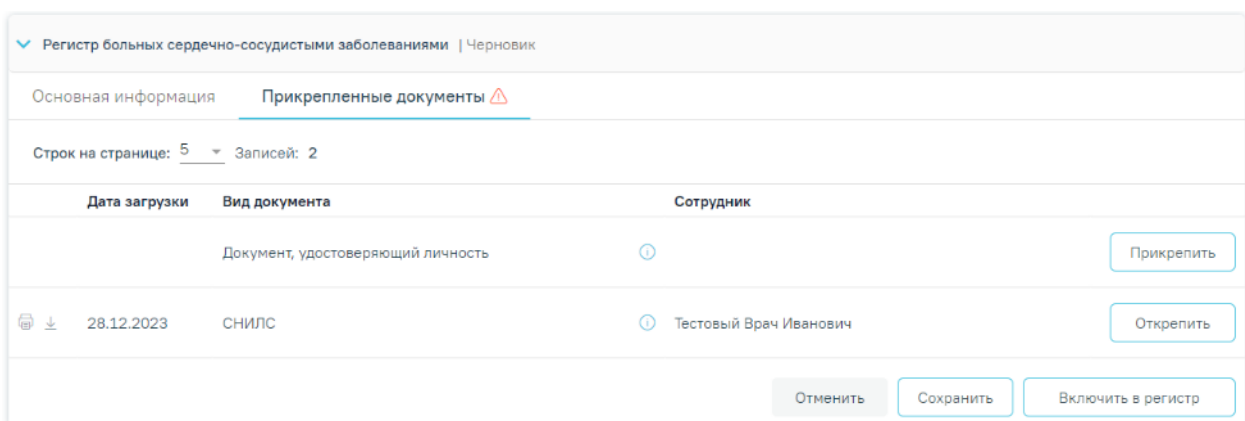 Регистр больных сердечно-сосудистыми заболеваниями | Черновик
Основная информация Прикрепленные документы
Строк на странице: 5 Записей: 2
Дата загрузки Вид документа Сотрудник
Документ, удостоверяющий личность Прикрепить
28.12.2023 СНИЛС Тестовый Врач Иванович Открепить
Отменить Сохранить Включить в регистр